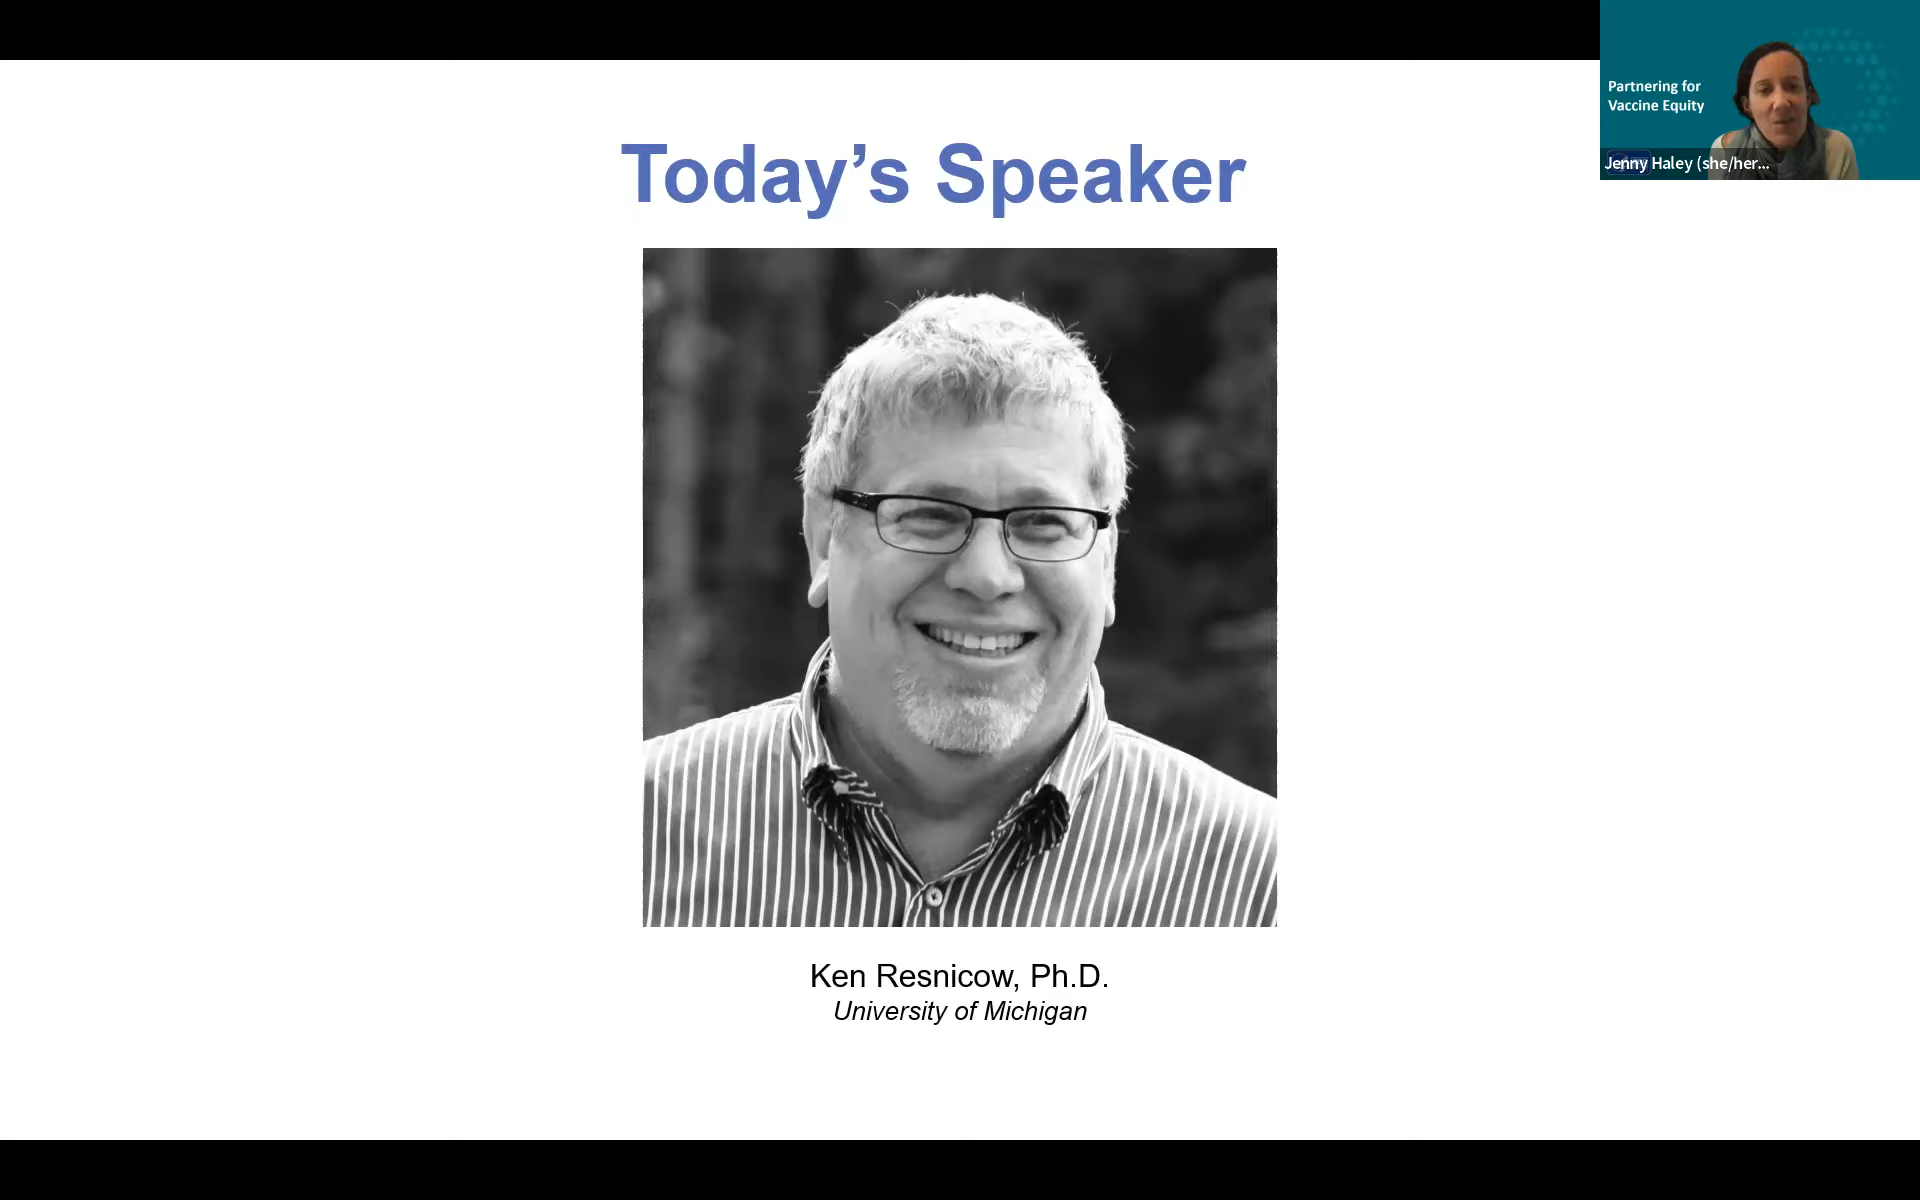 Today’s Speaker
Ken Resnicow, Ph.D.
University of Michigan
Partnering for
Vaccine Equity
Jenny Haley (she/her...